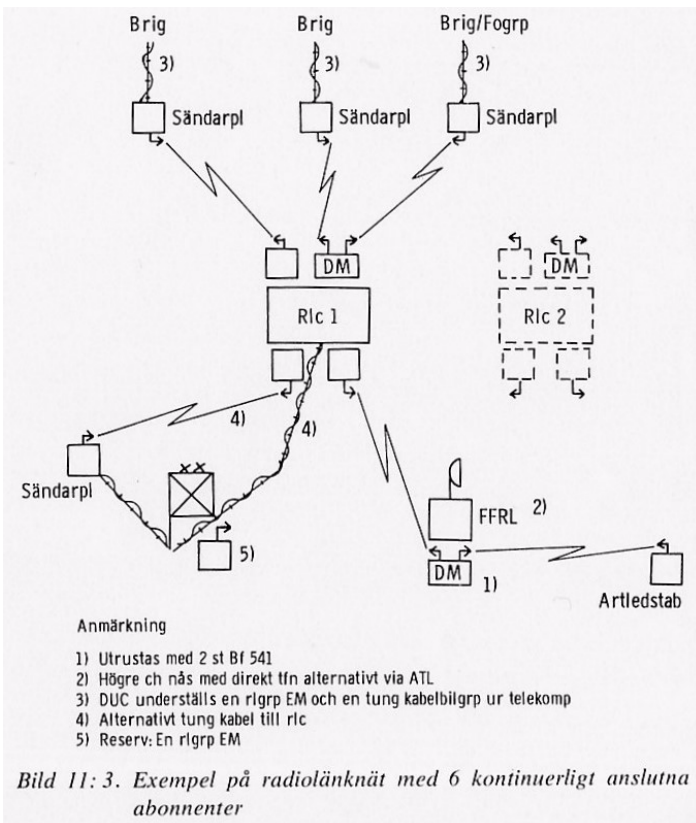 Brig Brig Brig/Fogrp
3) 3) 3)
Sändarpl Sändarpl Sändarpl
DM DM
Rlc 1 Rlc 2
4) 4)
Sändarpl
FFRL 2)
5)
DM 1)
Artledstab
Anmärkning
1) Utrustas med 2 st Bf 541
2) Högre ch nås med direkt tfn alternativt via ATL
3) DUC underställs en rlgrp EM och en tung kabelbilgrp ur telekomp
4) Alternativt tung kabel till rlc
5) Reserv: En rlgrp EM
Bild 11: 3. Exempel på radiolänknät med 6 kontinuerligt anslutna
abonnenter